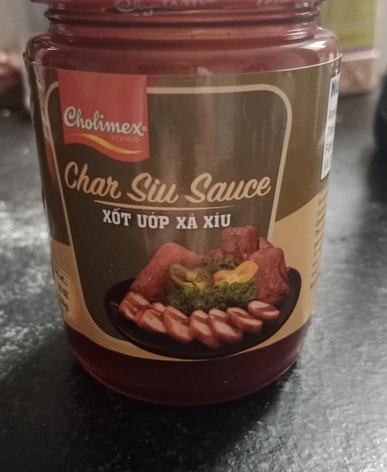 Cholimex
FOODS
Char Siu Sauce
XỐT ƯỚP XÁ XÍU